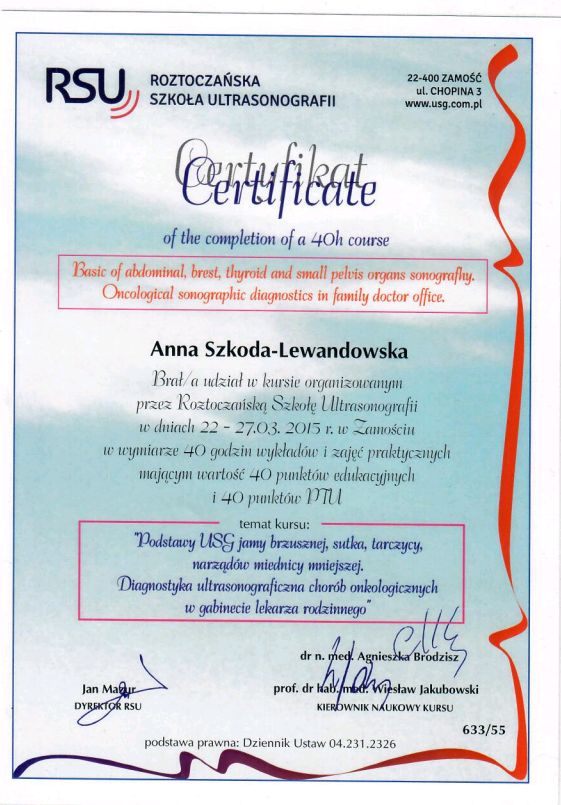 RSU ROZTOCZAŃSKA
SZKOŁA ULTRASONOGRAFII
22-400 ZAMOŚĆ
ul. CHOPINA 3
www.usg.com.pl
Certyfikat
Certificate
of the completion of a 40h course
Basic of abdominal, brest, thyroid and small pelvis organs sonografhy.
Oncological sonographic diagnostics in family doctor office.
Anna Szkoda-Lewandowska
Brał/a udział w kursie organizowanym
przez Roztoczańską Szkołę Ultrasonografii
w dniach 22 - 27.03. 2015 r. w Zamościu
w wymiarze 40 godzin wykładów i zajęć praktycznych
mającym wartość 40 punktów edukacyjnych
i 40 punktów PTU
temat kursu:
"Podstawy USG jamy brzusznej, sutka, tarczycy,
narządów miednicy mniejszej.
Diagnostyka ultrasonograficzna chorób onkologicznych
w gabinecie lekarza rodzinnego"
dr n. med. Agnieszka Brodzisz
Jan Mazur
DYREKTOR RSU
prof. dr hab. med. Wiesław Jakubowski
KIEROWNIK NAUKOWY KURSU
633/55
podstawa prawna: Dziennik Ustaw 04.231.2326